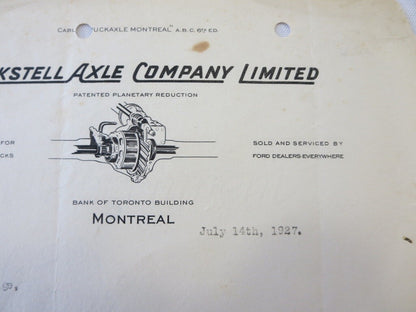 CABLE "RUCKAXLE MONTREAL" A.B.C. 6TH ED.
KSTELL AXLE COMPANY LIMITED
PATENTED PLANETARY REDUCTION
FOR
CKS
SOLD AND SERVICED BY
FORD DEALERS EVERYWHERE
BANK OF TORONTO BUILDING
MONTREAL
July 14th, 1927.